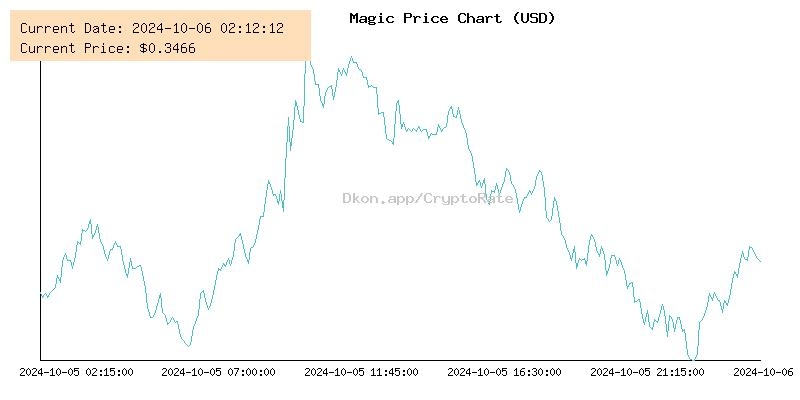 Magic Price Chart (USD)
Current Date: 2024-10-06 02:12:12
Current Price: $0.3466
Dkon.app/CryptoRate
2024-10-05 02:15:00
2024-10-05 07:00:00
2024-10-05 11:45:00
2024-10-05 16:30:00
2024-10-05 21:15:00
2024-10-06